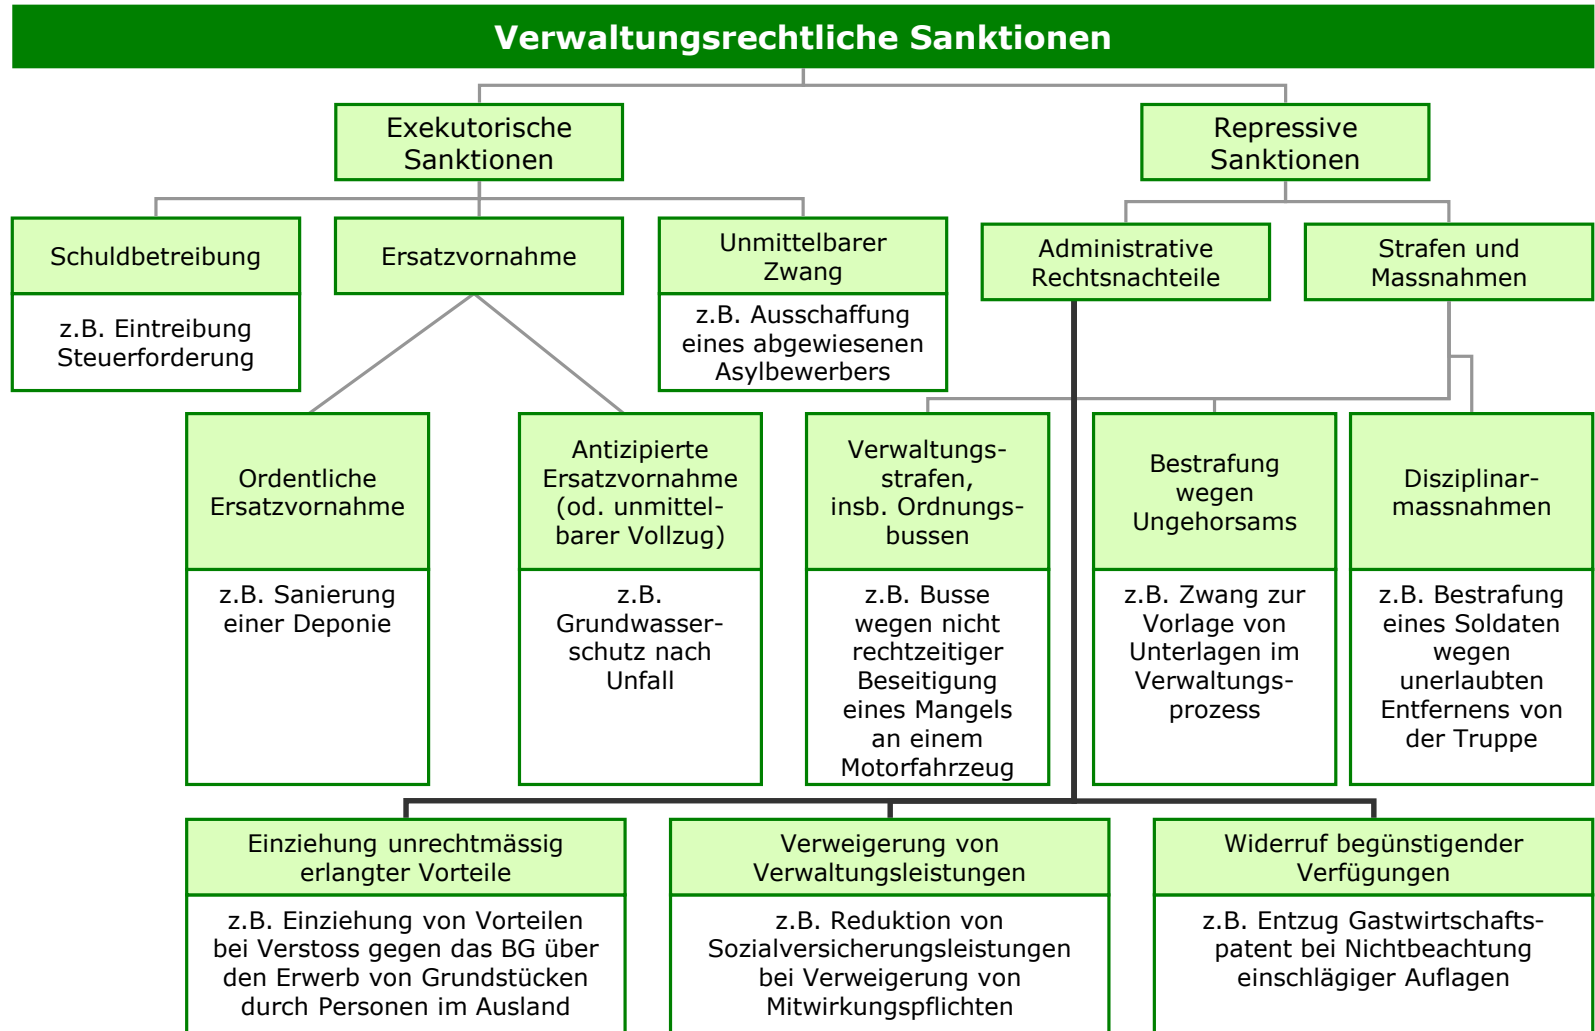 Verwaltungsrechtliche Sanktionen
Exekutorische
Sanktionen
Repressive
Sanktionen
Schuldbetreibung
z.B. Eintreibung
Steuerforderung
Ersatzvornahme
Unmittelbarer
Zwang
z.B. Ausschaffung
eines abgewiesenen
Asylbewerbers
Administrative
Rechtsnachteile
Strafen und
Massnahmen
Ordentliche
Ersatzvornahme
z.B. Sanierung
einer Deponie
Antizipierte
Ersatzvornahme
(od. unmittel-
barer Vollzug)
z.B.
Grundwasser-
schutz nach
Unfall
Verwaltungs-
strafen,
insb. Ordnungs-
bussen
z.B. Busse
wegen nicht
rechtzeitiger
Beseitigung
eines Mangels
an einem
Motorfahrzeug
Bestrafung
wegen
Ungehorsams
z.B. Zwang zur
Vorlage von
Unterlagen im
Verwaltungs-
prozess
Disziplinar-
massnahmen
z.B. Bestrafung
eines Soldaten
wegen
unerlaubten
Entfernens von
der Truppe
Einziehung unrechtmässig
erlangter Vorteile
z.B. Einziehung von Vorteilen
bei Verstoss gegen das BG über
den Erwerb von Grundstücken
durch Personen im Ausland
Verweigerung von
Verwaltungsleistungen
z.B. Reduktion von
Sozialversicherungsleistungen
bei Verweigerung von
Mitwirkungspflichten
Widerruf begünstigender
Verfügungen
z.B. Entzug Gastwirtschafts-
patent bei Nichtbeachtung
einschlägiger Auflagen